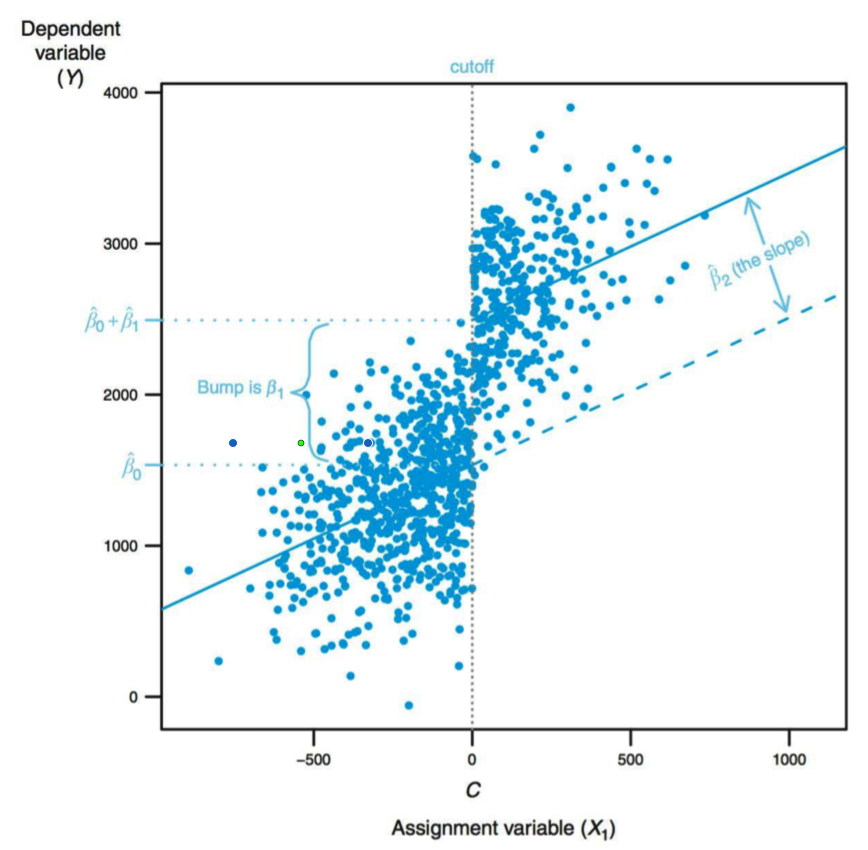 Dependent
variable
(Y)
cutoff
4000
3000
β̂₀ + β̂₁
Bump is β₁
2000
β̂₀
1000
0
β̂₂ (the slope)
−500
0
500
1000
C
Assignment variable (X₁)